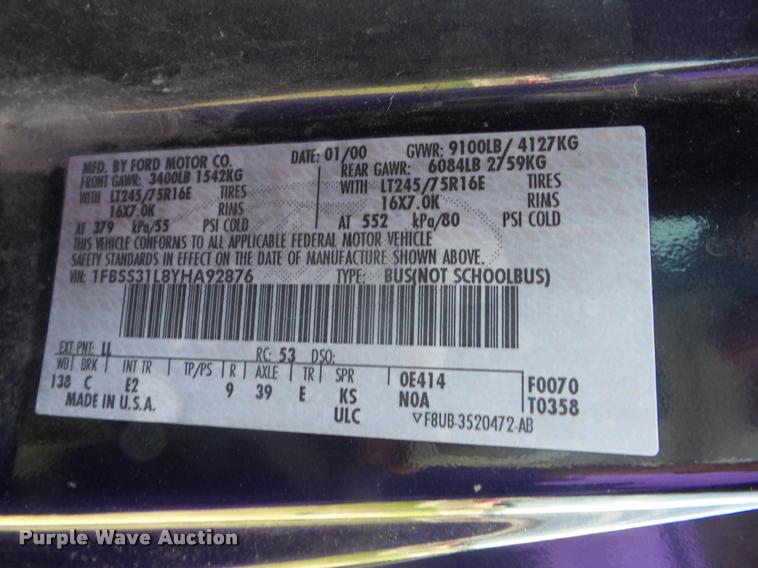 MFD. BY FORD MOTOR CO. DATE: 01/00 GVWR: 9100LB/ 4127KG
FRONT GAWR: 3400LB 1542KG REAR GAWR: 6084LB 2759KG
WITH LT245/75R16E TIRES WITH LT245/75R16E TIRES
16X7.0K RIMS 16X7.0K RIMS
AT 379 kPa/55 PSI COLD AT 552 kPa/80 PSI COLD
THIS VEHICLE CONFORMS TO ALL APPLICABLE FEDERAL MOTOR VEHICLE
SAFETY STANDARDS IN EFFECT ON THE DATE OF MANUFACTURE SHOWN ABOVE.
VIN: 1FBSS31L8YHA92876 TYPE: BUS(NOT SCHOOLBUS)
EXT PNT: LL RC: 53 DSO:
WB BRK INT TR TP/PS R AXLE TR SPR 0E414 F0070
138 C E2 9 39 E KS N0A T0358
MADE IN U.S.A. ULC F8UB-3520472-AB
Purple Wave Auction